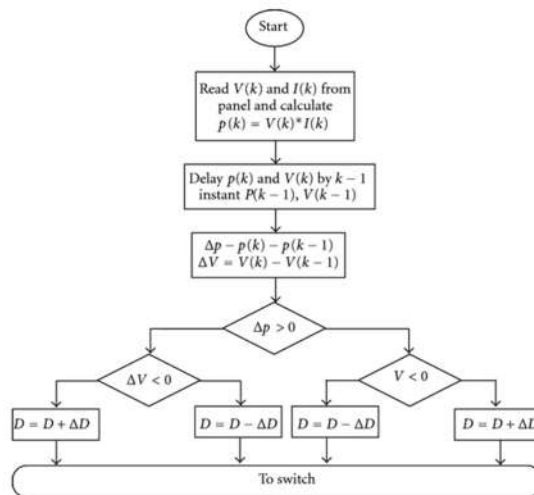 Start
Read V(k) and I(k) from
panel and calculate
p(k) = V(k)* I(k)
Delay p(k) and V(k) by k − 1
instant P(k − 1), V(k − 1)
Δp − p(k) − p(k − 1)
ΔV = V(k) − V(k − 1)
Δp > 0
ΔV < 0
V < 0
D = D + ΔD
D = D − ΔD
D = D − ΔD
D = D + ΔD
To switch